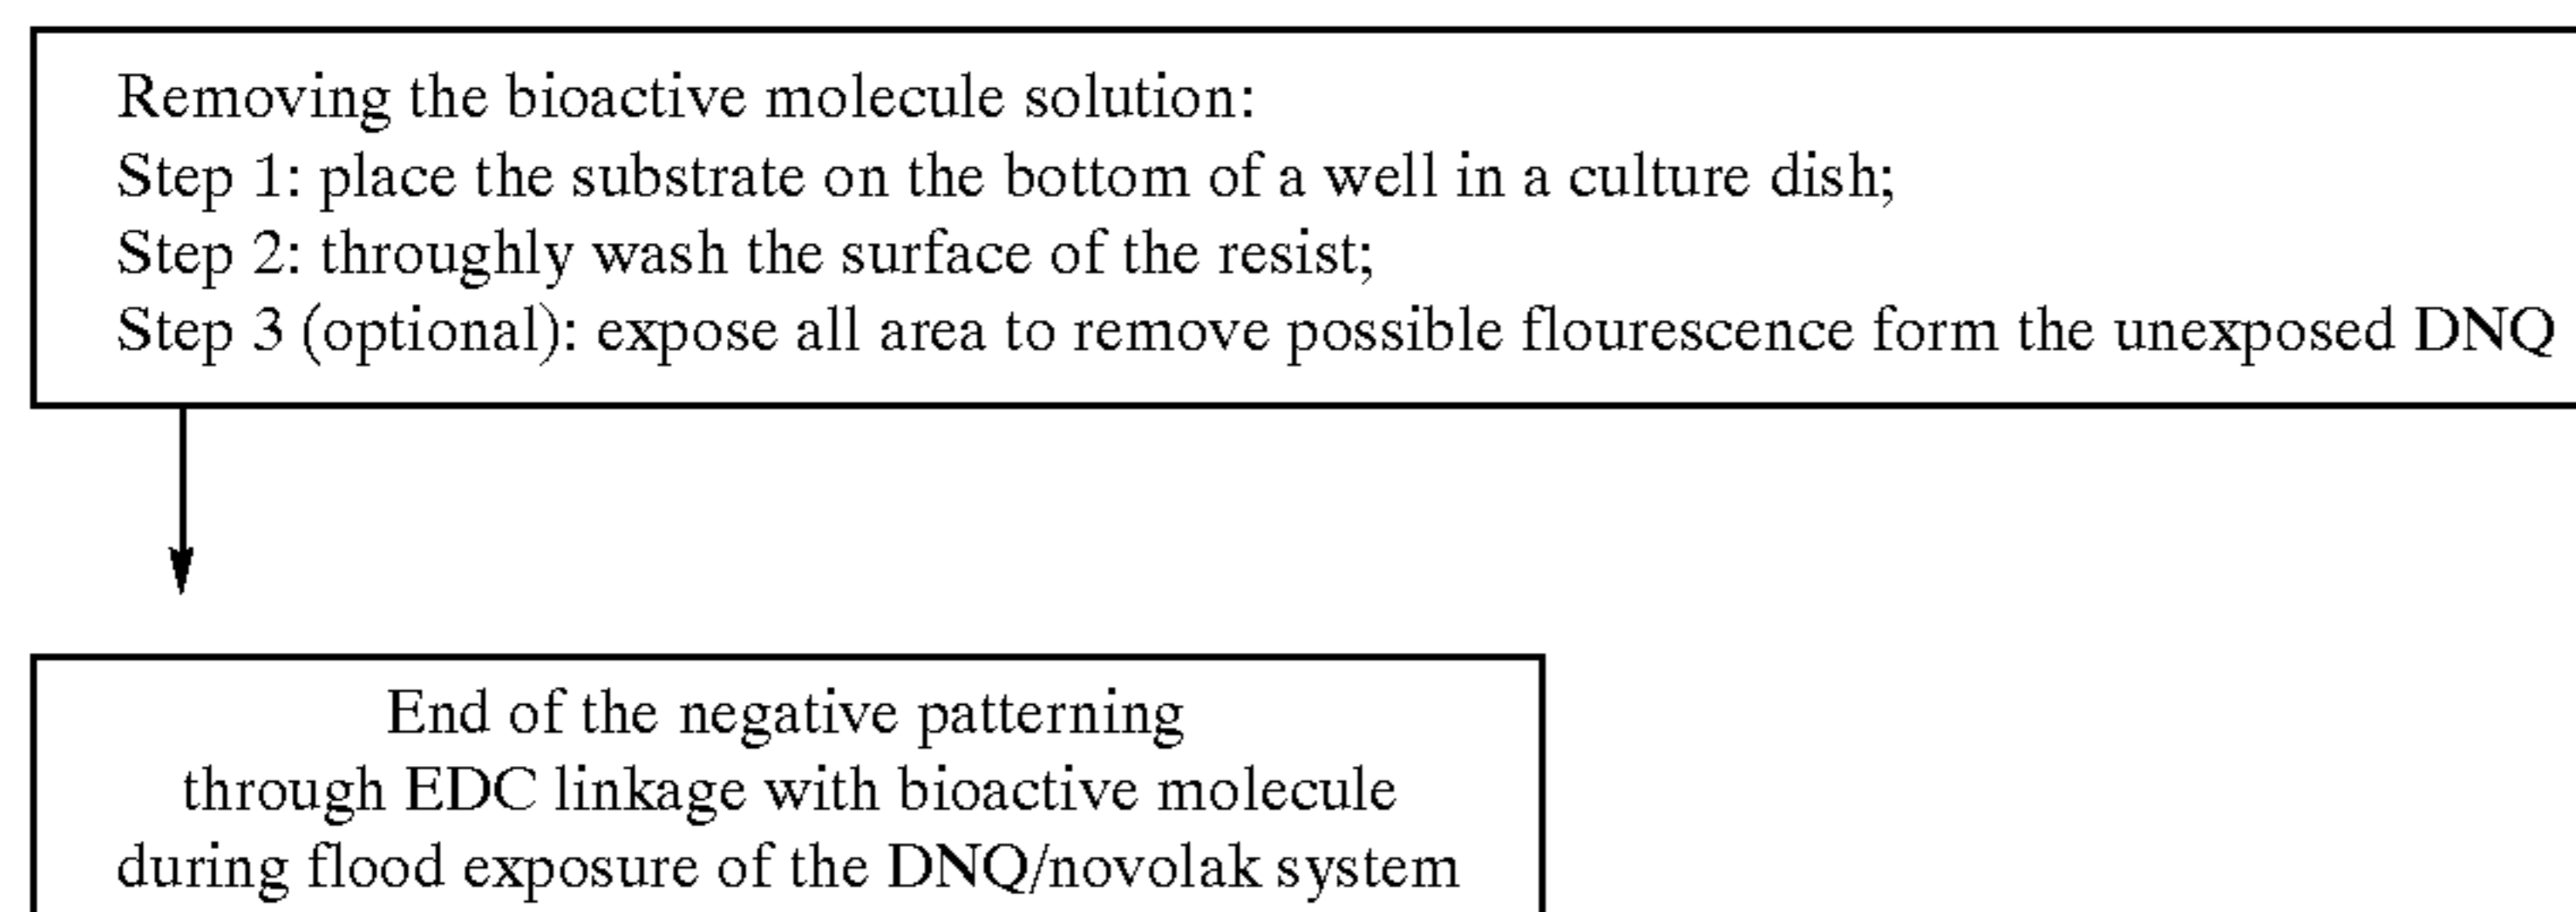 Removing the bioactive molecule solution:
Step 1: place the substrate on the bottom of a well in a culture dish;
Step 2: throughly wash the surface of the resist;
Step 3 (optional): expose all area to remove possible flourescence form the unexposed DNQ
End of the negative patterning
through EDC linkage with bioactive molecule
during flood exposure of the DNQ/novolak system